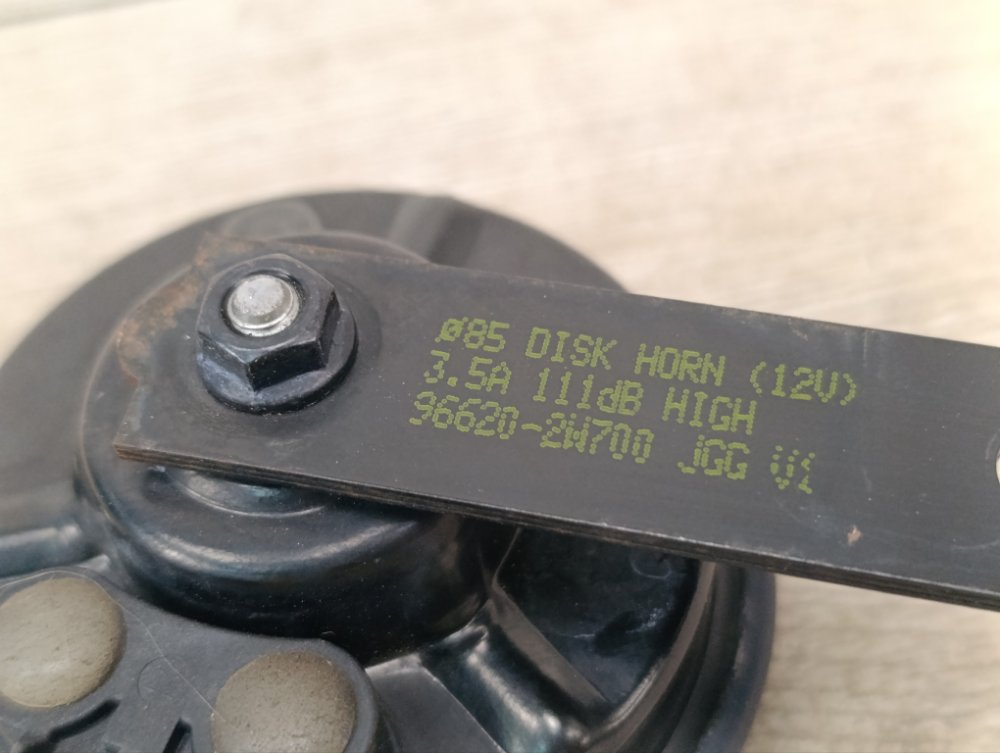 ø85 DISK HORN (12V)
3.5A 111dB HIGH
96620-2W700 JGG V1